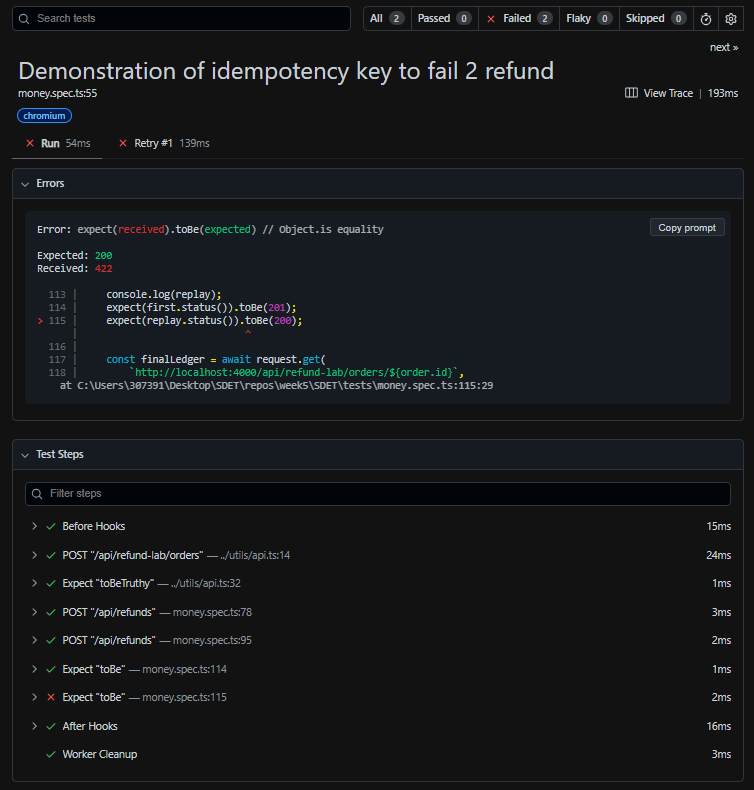 Search tests
All 2 Passed 0 Failed 2 Flaky 0 Skipped 0
next »
Demonstration of idempotency key to fail 2 refund
money.spec.ts:55
View Trace | 193ms
chromium
Run 54ms Retry #1 139ms
Errors
Copy prompt
Error: expect(received).toBe(expected) // Object.is equality
Expected: 200
Received: 422
113 | console.log(replay);
114 | expect(first.status()).toBe(201);
> 115 | expect(replay.status()).toBe(200);
| ^
116 |
117 | const finalLedger = await request.get(
118 | `http://localhost:4000/api/refund-lab/orders/${order.id}`,
at C:\Users\307391\Desktop\SDET\repos\week5\SDET\tests\money.spec.ts:115:29
Test Steps
Filter steps
Before Hooks 15ms
POST "/api/refund-lab/orders" — ../utils/api.ts:14 24ms
Expect "toBeTruthy" — ../utils/api.ts:32 1ms
POST "/api/refunds" — money.spec.ts:78 3ms
POST "/api/refunds" — money.spec.ts:95 2ms
Expect "toBe" — money.spec.ts:114 1ms
Expect "toBe" — money.spec.ts:115 2ms
After Hooks 16ms
Worker Cleanup 3ms